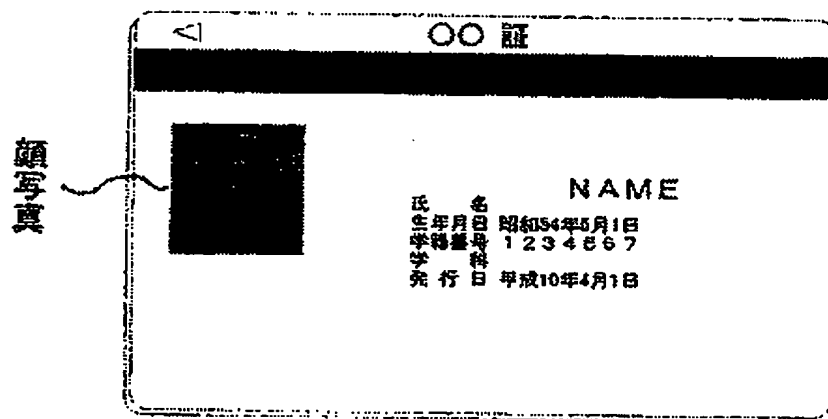 ○○ 証
顔写真
NAME
氏 名
生年月日 昭和54年5月1日
学籍番号 1234567
学 科
発行日 平成10年4月1日